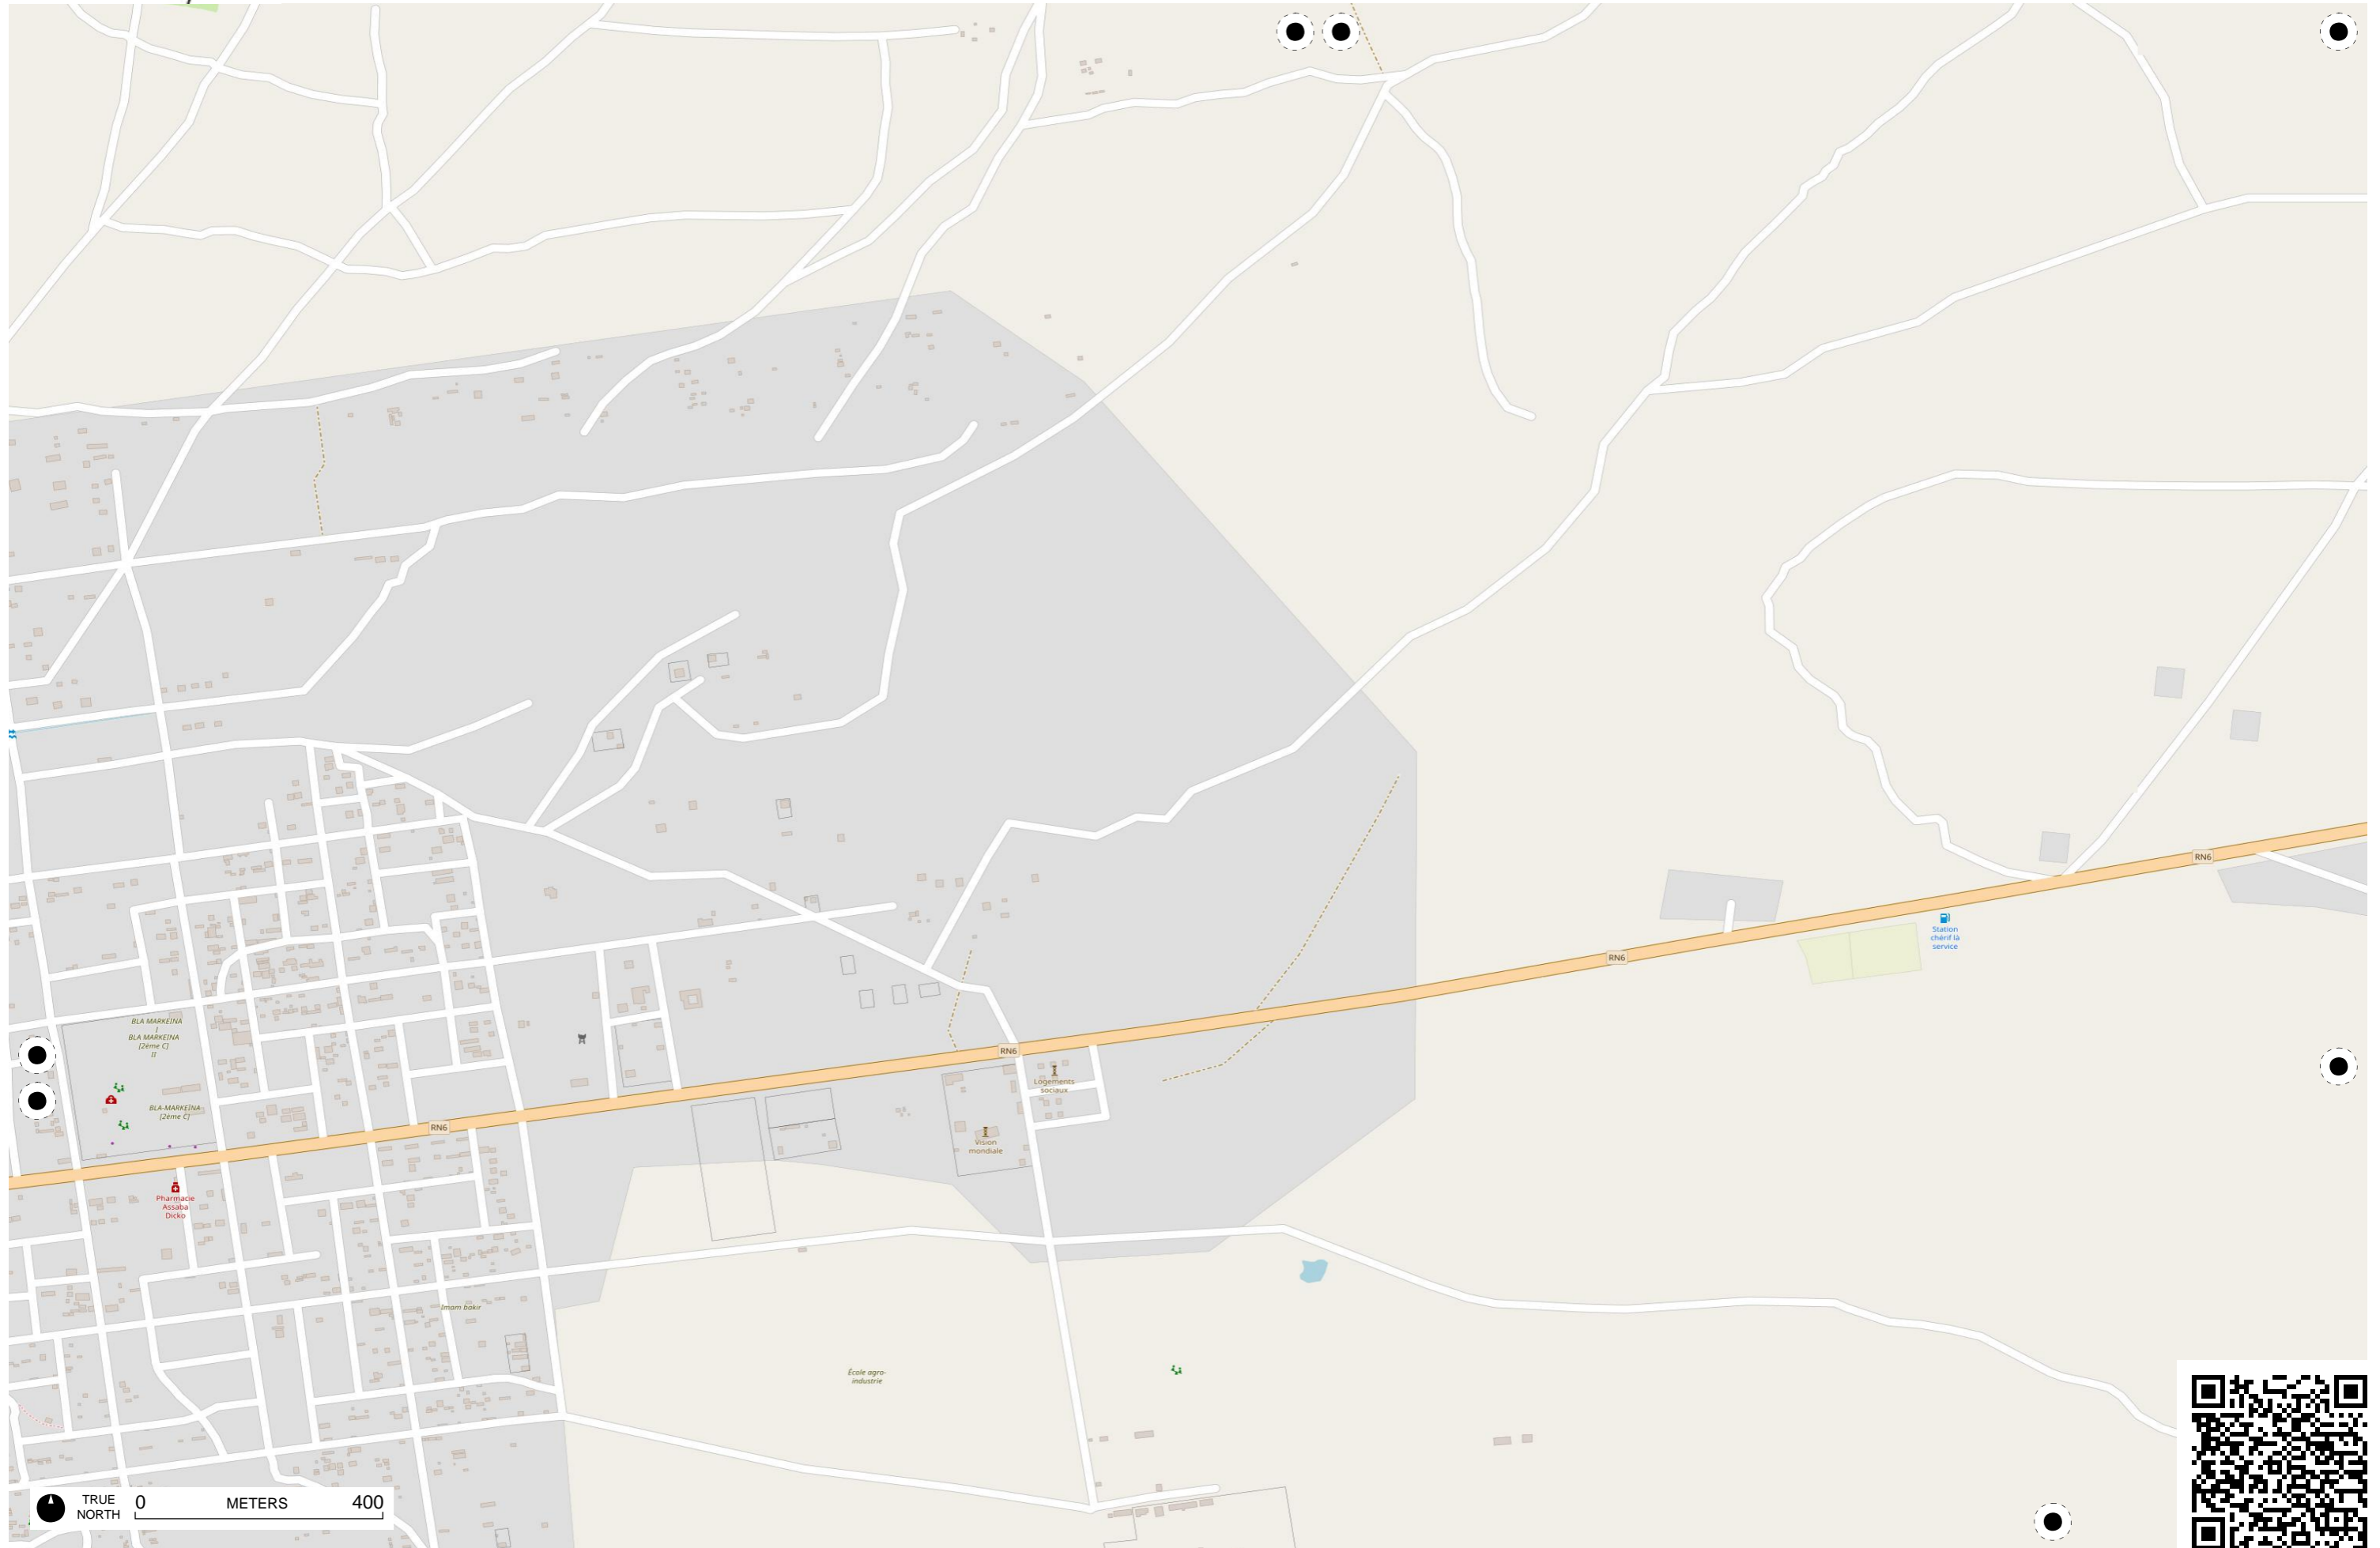 RN6
Station
chérif là
service
RN6
BLA MARKEINA
I
BLA MARKEINA
[2ème C]
II
RN6
Logements
sociaux
BLA-MARKEINA
[2ème C]
RN6
Vision
mondiale
Pharmacie
Assaba
Dicko
Imam bokir
École agro-
industrie
TRUE
NORTH
0 METERS 400